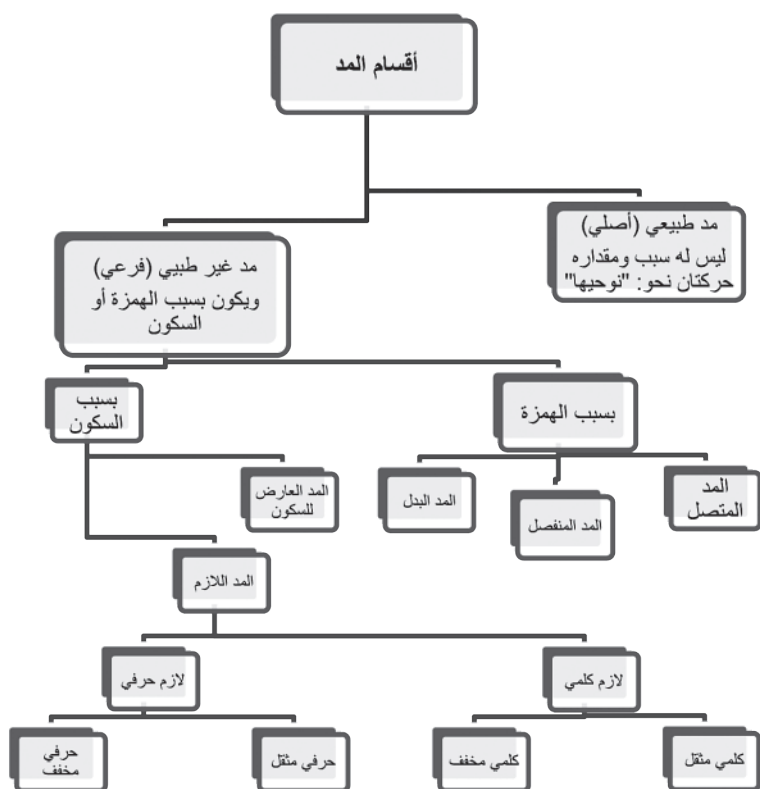 أقسام المد
مد طبيعي (أصلي)
ليس له سبب ومقداره
حركتان نحو: "نوحيها"
مد غير طبيي (فرعي)
ويكون بسبب الهمزة أو
السكون
بسبب الهمزة
بسبب
السكون
المد
المتصل
المد المنفصل
المد البدل
المد العارض
للسكون
المد اللازم
لازم كلمي
لازم حرفي
كلمي مثقل
كلمي مخفف
حرفي مثقل
حرفي
مخفف